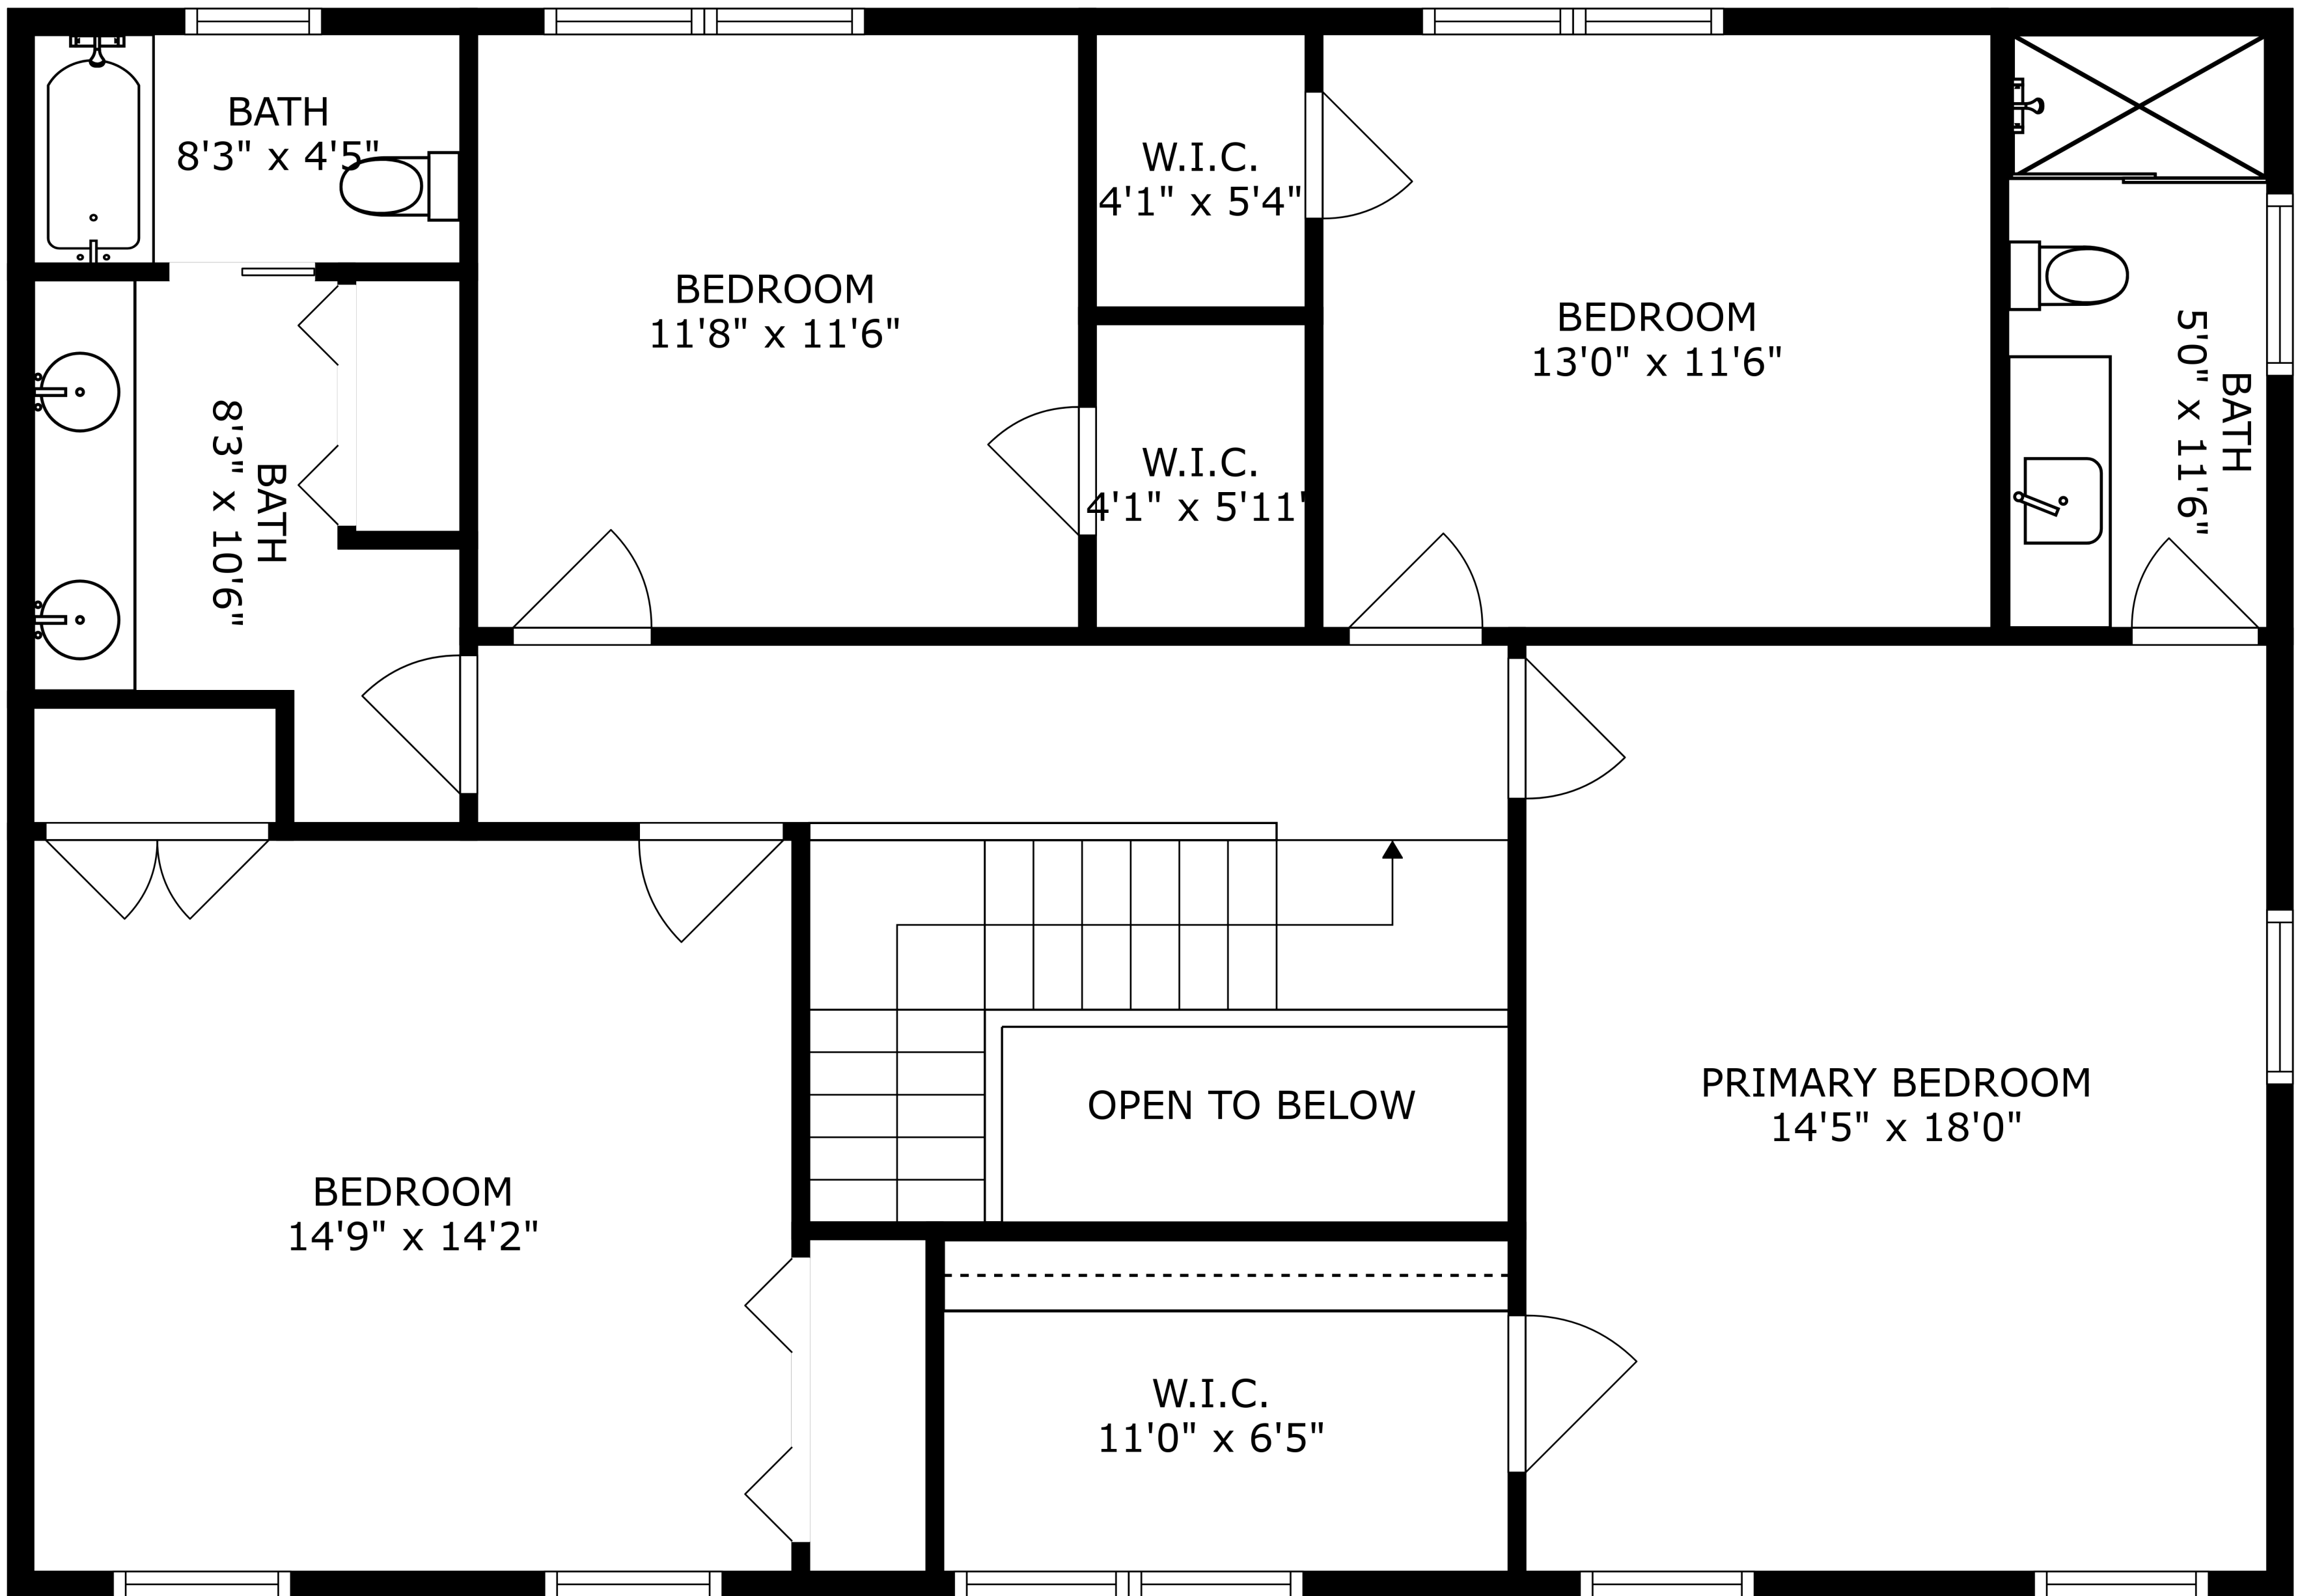 BATH
8'3" x 4'5"
W.I.C.
4'1" x 5'4"
BEDROOM
11'8" x 11'6"
BEDROOM
13'0" x 11'6"
BATH
5'0" x 11'6"
BATH
8'3" x 10'6"
W.I.C.
4'1" x 5'11"
OPEN TO BELOW
PRIMARY BEDROOM
14'5" x 18'0"
BEDROOM
14'9" x 14'2"
W.I.C.
11'0" x 6'5"